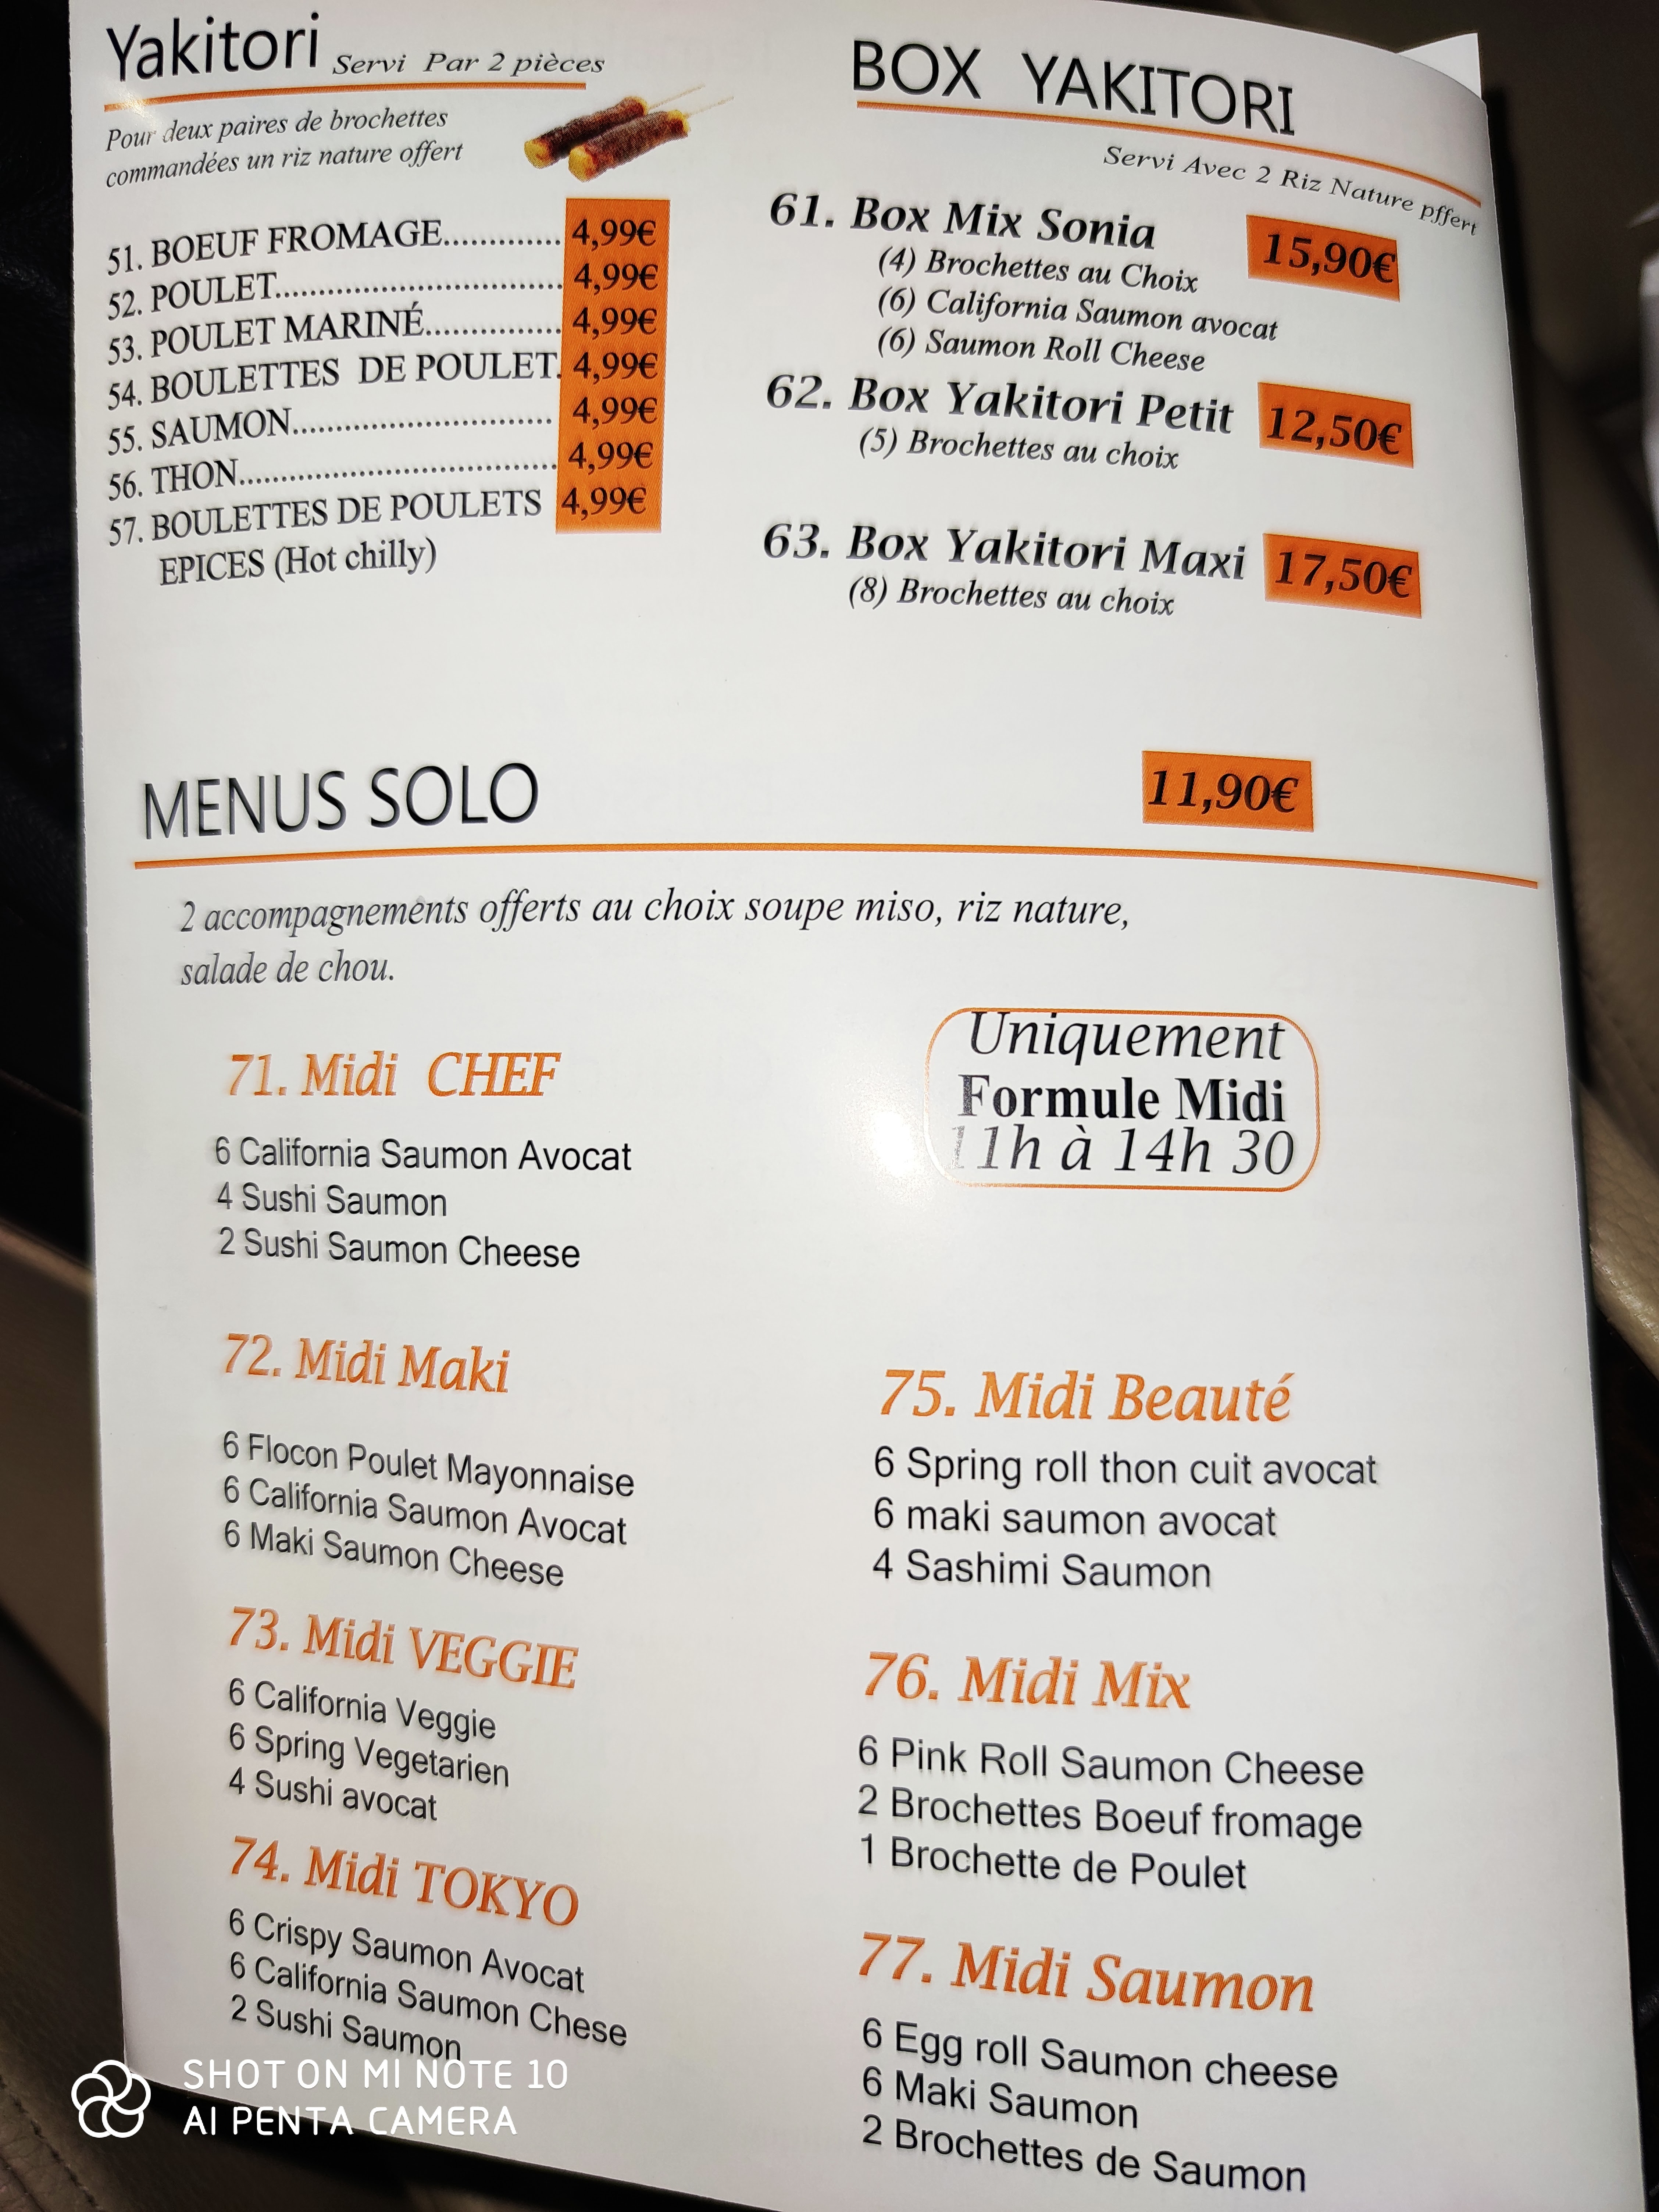 Yakitori Servi Par 2 pièces
Pour deux paires de brochettes
commandées un riz nature offert
51. BOEUF FROMAGE............. 4,99€
52. POULET................................ 4,99€
53. POULET MARINÉ............... 4,99€
54. BOULETTES DE POULET. 4,99€
55. SAUMON............................. 4,99€
56. THON................................... 4,99€
57. BOULETTES DE POULETS 4,99€
EPICES (Hot chilly)
BOX YAKITORI
Servi Avec 2 Riz Nature pffert
61. Box Mix Sonia 15,90€
(4) Brochettes au Choix
(6) California Saumon avocat
(6) Saumon Roll Cheese
62. Box Yakitori Petit 12,50€
(5) Brochettes au choix
63. Box Yakitori Maxi 17,50€
(8) Brochettes au choix
MENUS SOLO 11,90€
2 accompagnements offerts au choix soupe miso, riz nature,
salade de chou.
Uniquement
Formule Midi
11h à 14h 30
71. Midi CHEF
6 California Saumon Avocat
4 Sushi Saumon
2 Sushi Saumon Cheese
72. Midi Maki
6 Flocon Poulet Mayonnaise
6 California Saumon Avocat
6 Maki Saumon Cheese
73. Midi VEGGIE
6 California Veggie
6 Spring Vegetarien
4 Sushi avocat
74. Midi TOKYO
6 Crispy Saumon Avocat
6 California Saumon Chese
2 Sushi Saumon
75. Midi Beauté
6 Spring roll thon cuit avocat
6 maki saumon avocat
4 Sashimi Saumon
76. Midi Mix
6 Pink Roll Saumon Cheese
2 Brochettes Boeuf fromage
1 Brochette de Poulet
77. Midi Saumon
6 Egg roll Saumon cheese
6 Maki Saumon
2 Brochettes de Saumon
SHOT ON MI NOTE 10
AI PENTA CAMERA